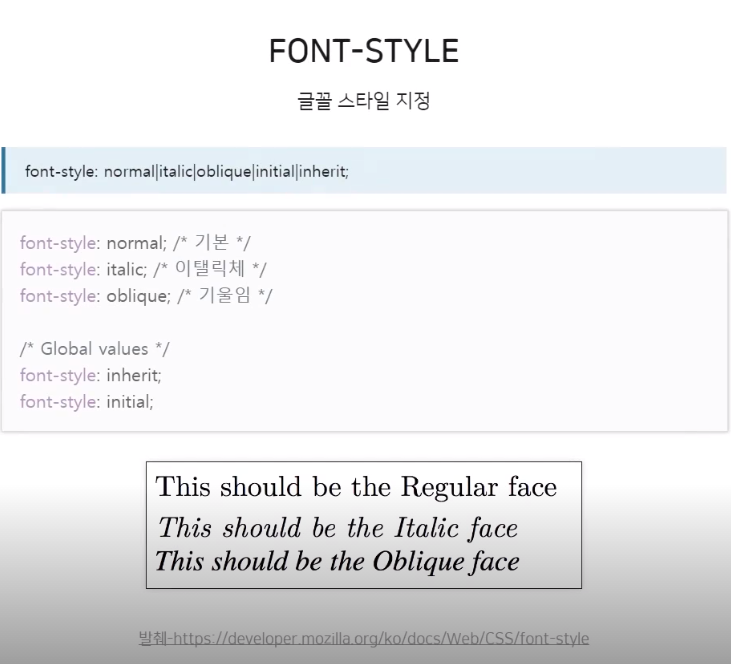 FONT-STYLE
글꼴 스타일 지정
font-style: normal|italic|oblique|initial|inherit;
font-style: normal; /* 기본 */
font-style: italic; /* 이탤릭체 */
font-style: oblique; /* 기울임 */
/* Global values */
font-style: inherit;
font-style: initial;
This should be the Regular face
This should be the Italic face
This should be the Oblique face
발췌-https://developer.mozilla.org/ko/docs/Web/CSS/font-style